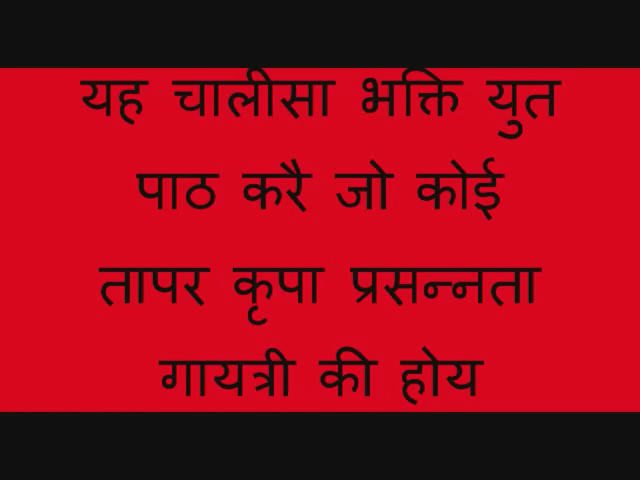 यह चालीसा भक्ति युत
पाठ करै जो कोई
तापर कृपा प्रसन्नता
गायत्री की होय